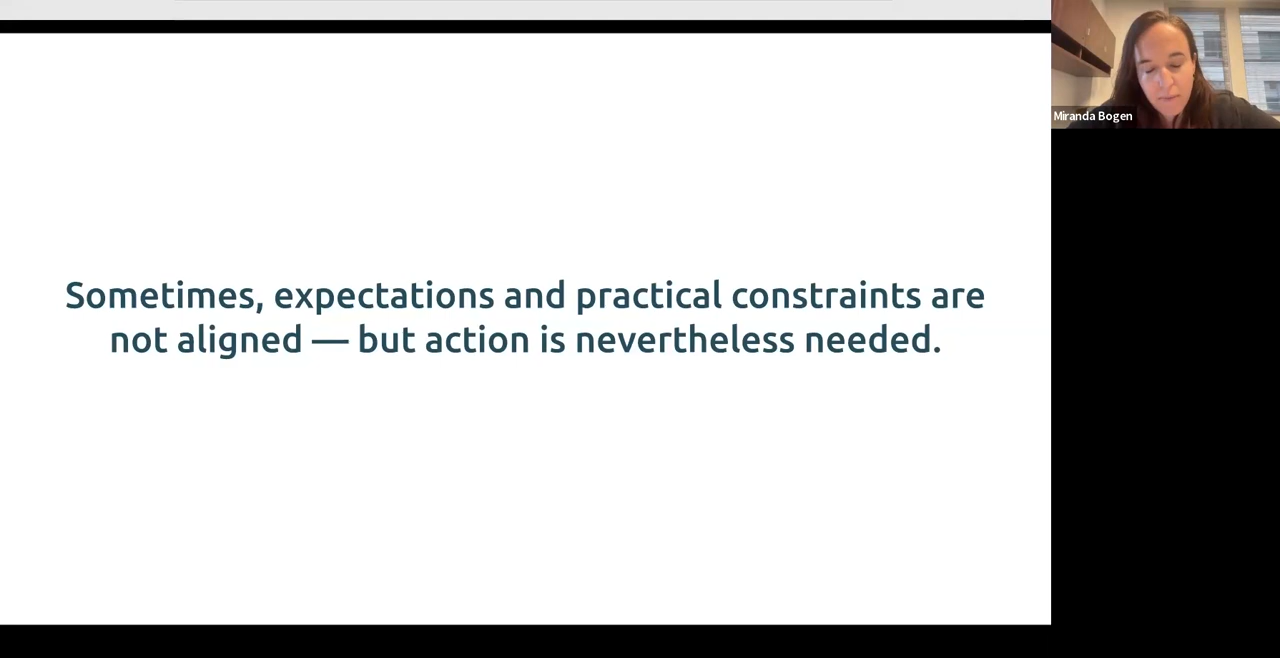 Sometimes, expectations and practical constraints are
not aligned — but action is nevertheless needed.
Miranda Bogen